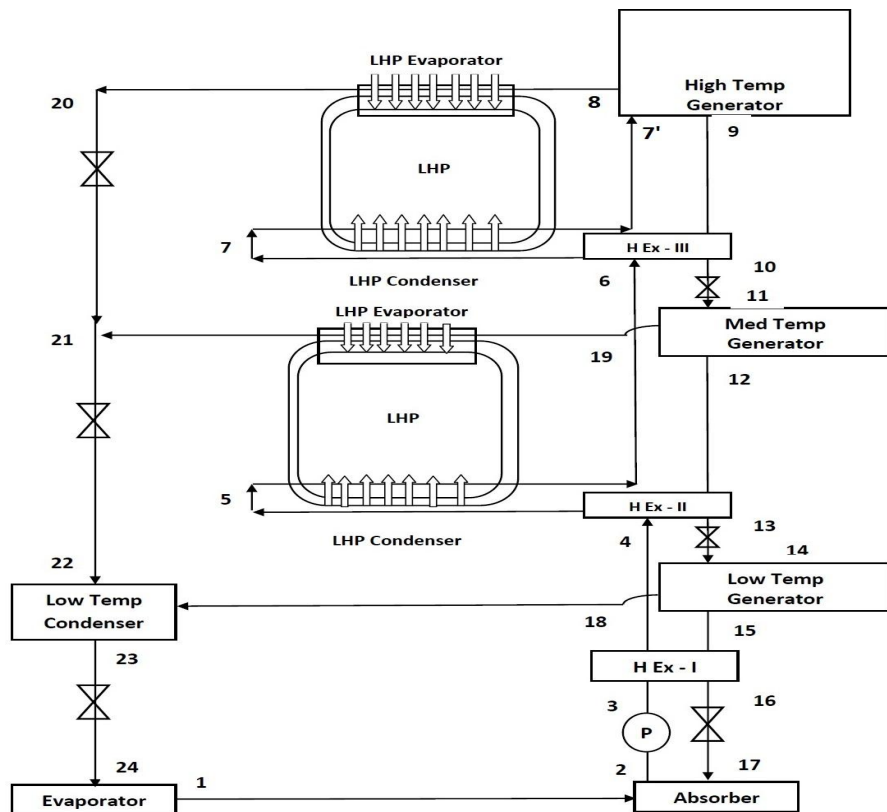 LHP Evaporator
20
8
High Temp
Generator
7'
9
LHP
7
H Ex - III
LHP Condenser
6
10
LHP Evaporator
11
21
Med Temp
Generator
19
12
LHP
5
H Ex - II
LHP Condenser
4
13
14
22
Low Temp
Condenser
Low Temp
Generator
18
15
23
H Ex - I
3
16
P
24
2
17
1
Evaporator
Absorber